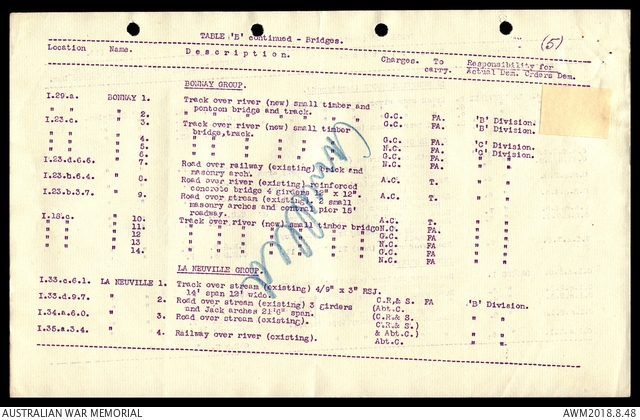 TABLE 'B' continued - Bridges.
(5)
Location Name. Description. Charges. To carry. Responsibility for Actual Dem. Orders Dem.
BONNAY GROUP.
I.29.a. BONNAY 1. Track over river (new) small timber and
pontoon bridge and track. G.C. FA. 'B' Division.
" " " 2. " " " " " " G.C. FA. 'B' Division.
I.23.c. " 3. Track over river (new) small timber
bridge,track. G.C. FA. 'C' Division.
" " " 4. " " " " " " N.C. FA. 'C' Division.
" " " 5. " " " " " " G.C. FA. " "
" " " 6. " " " " " " N.C. FA. " "
I.23.d.6.6. " 7. Road over railway (existing) brick and
masonry arch. G.C. FA. " "
I.23.b.6.4. " 8. Road over river (existing) reinforced
concrete bridge 4 girders 12" x 12". A.C. T. " "
I.23.b.3.7. " 9. Road over stream (existing). 2 small
masonry arches and control pier 15'
roadway. A.C. T. " "
I.18.c. " 10. Track over river (new) small timber bridge N.C. FA. " "
" " " 11. " " " " " " " N.C. FA " "
" " " 12 " " " " " " " N.C. FA " "
" " " 13 " " " " " " " N.C. FA " "
" " " 14. " " " " " " " N.C. FA " "
Cancelled
LA NEUVILLE GROUP.
I.33.c.6.1. LA NEUVILLE 1. Track over stream (existing) 4/9" x 3" RSJ.
14' span 12' wide. C.R.& S. FA 'B' Division.
I.33.d.9.7. " 2. Road over stream (existing) 3 girders
and Jack arches 21'6" span. (Abt.C.
I.34.a.6.0. " 3. Road over stream (existing). (C.R.& S.) " "
(C.R.& S.)
& Abt.C.)
I.35.a.3.4. " 4. Railway over river (existing). Abt.C. " "
AUSTRALIAN WAR MEMORIAL
AWM2018.8.8.48